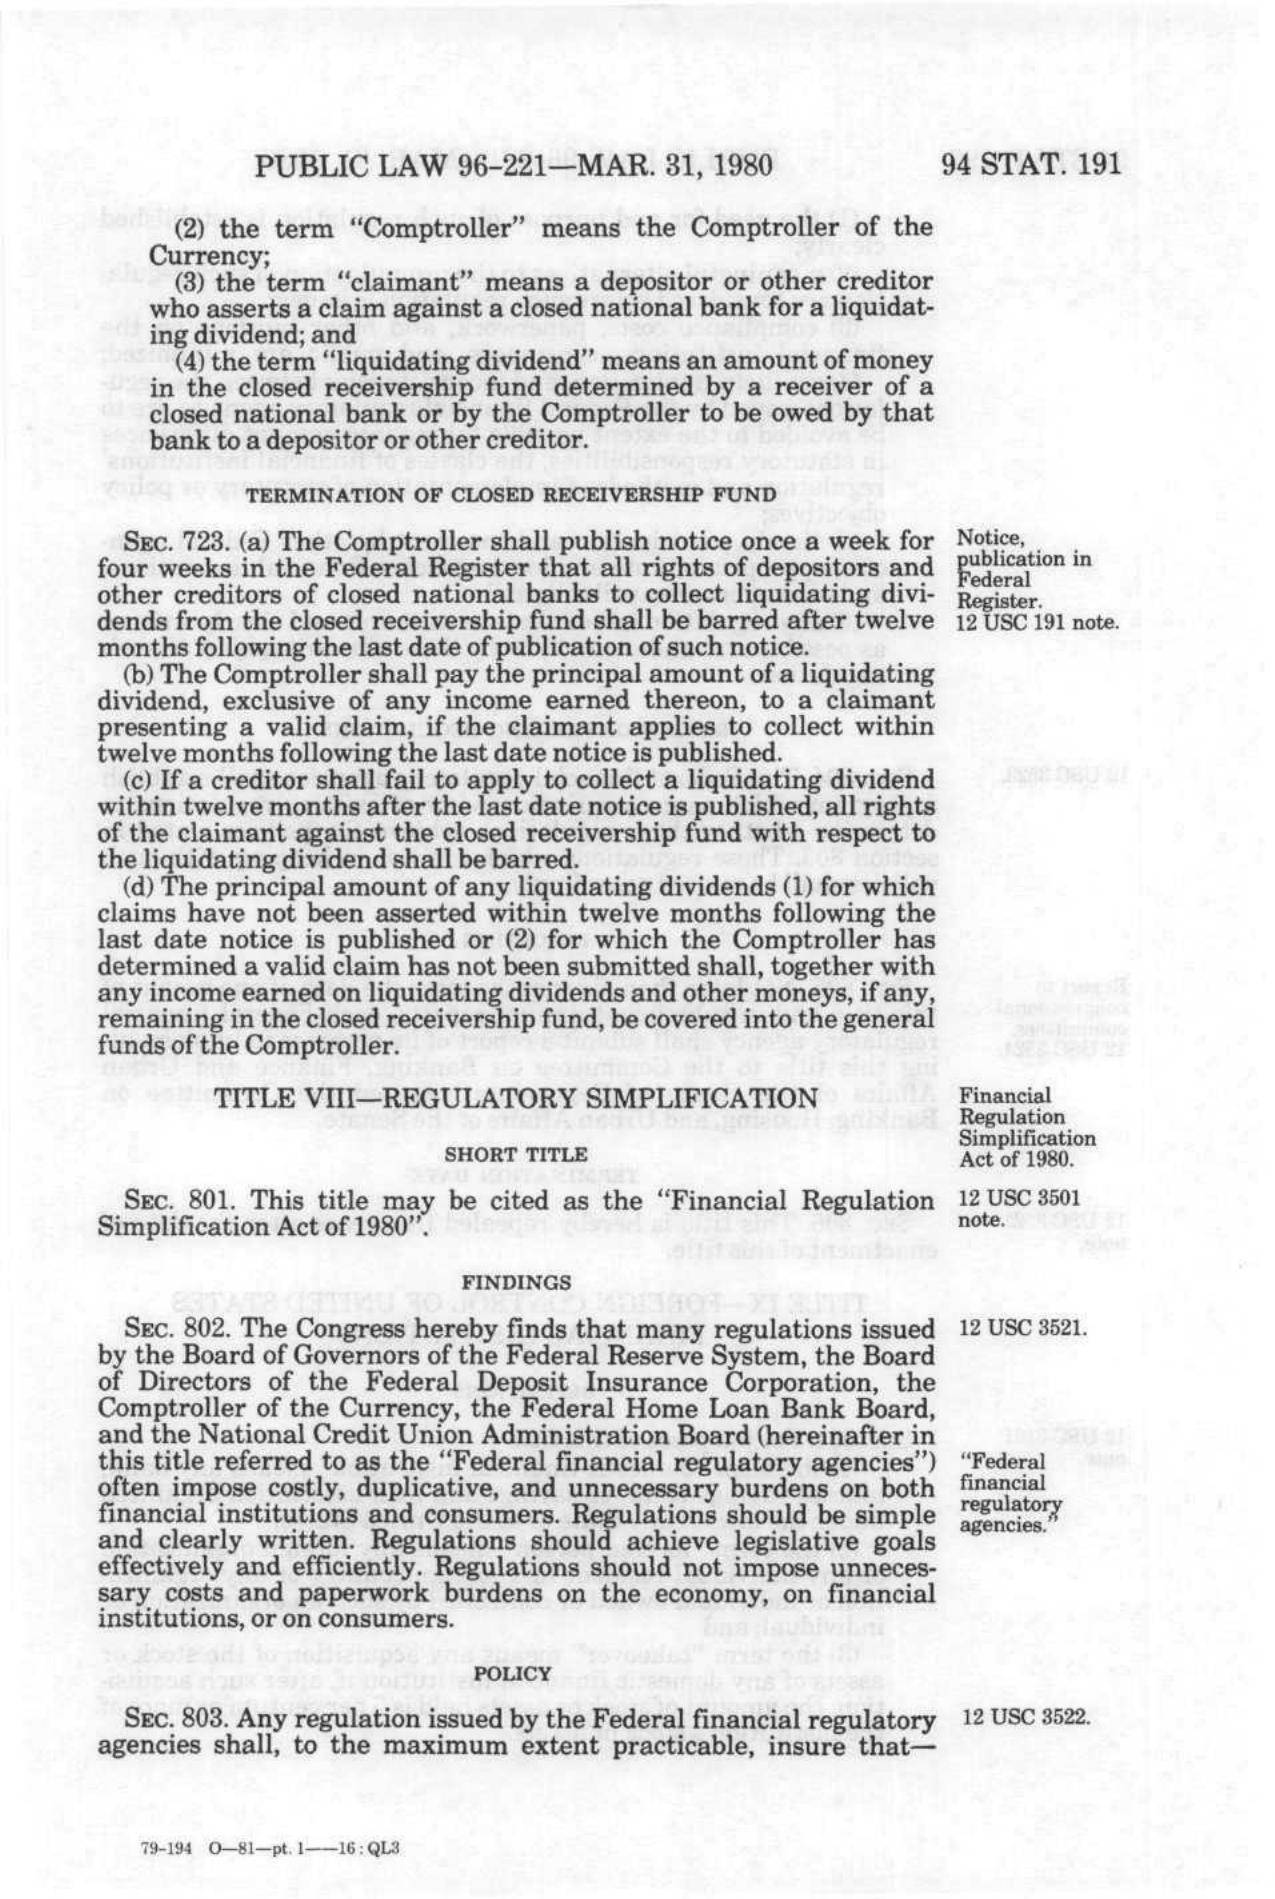 PUBLIC LAW 96-221—MAR. 31, 1980
94 STAT. 191
(2) the term “Comptroller” means the Comptroller of the
Currency;
(3) the term “claimant” means a depositor or other creditor
who asserts a claim against a closed national bank for a liquidat-
ing dividend; and
(4) the term “liquidating dividend” means an amount of money
in the closed receivership fund determined by a receiver of a
closed national bank or by the Comptroller to be owed by that
bank to a depositor or other creditor.
TERMINATION OF CLOSED RECEIVERSHIP FUND
SEC. 723. (a) The Comptroller shall publish notice once a week for
four weeks in the Federal Register that all rights of depositors and
other creditors of closed national banks to collect liquidating divi-
dends from the closed receivership fund shall be barred after twelve
months following the last date of publication of such notice.
Notice,
publication in
Federal
Register.
12 USC 191 note.
(b) The Comptroller shall pay the principal amount of a liquidating
dividend, exclusive of any income earned thereon, to a claimant
presenting a valid claim, if the claimant applies to collect within
twelve months following the last date notice is published.
(c) If a creditor shall fail to apply to collect a liquidating dividend
within twelve months after the last date notice is published, all rights
of the claimant against the closed receivership fund with respect to
the liquidating dividend shall be barred.
(d) The principal amount of any liquidating dividends (1) for which
claims have not been asserted within twelve months following the
last date notice is published or (2) for which the Comptroller has
determined a valid claim has not been submitted shall, together with
any income earned on liquidating dividends and other moneys, if any,
remaining in the closed receivership fund, be covered into the general
funds of the Comptroller.
TITLE VIII—REGULATORY SIMPLIFICATION
Financial
Regulation
Simplification
Act of 1980.
SHORT TITLE
SEC. 801. This title may be cited as the “Financial Regulation
Simplification Act of 1980”.
12 USC 3501
note.
FINDINGS
SEC. 802. The Congress hereby finds that many regulations issued
by the Board of Governors of the Federal Reserve System, the Board
of Directors of the Federal Deposit Insurance Corporation, the
Comptroller of the Currency, the Federal Home Loan Bank Board,
and the National Credit Union Administration Board (hereinafter in
this title referred to as the “Federal financial regulatory agencies”)
often impose costly, duplicative, and unnecessary burdens on both
financial institutions and consumers. Regulations should be simple
and clearly written. Regulations should achieve legislative goals
effectively and efficiently. Regulations should not impose unneces-
sary costs and paperwork burdens on the economy, on financial
institutions, or on consumers.
12 USC 3521.
“Federal
financial
regulatory
agencies.”
POLICY
SEC. 803. Any regulation issued by the Federal financial regulatory
agencies shall, to the maximum extent practicable, insure that—
12 USC 3522.
79-194 O—81—pt. 1——16 : QL3